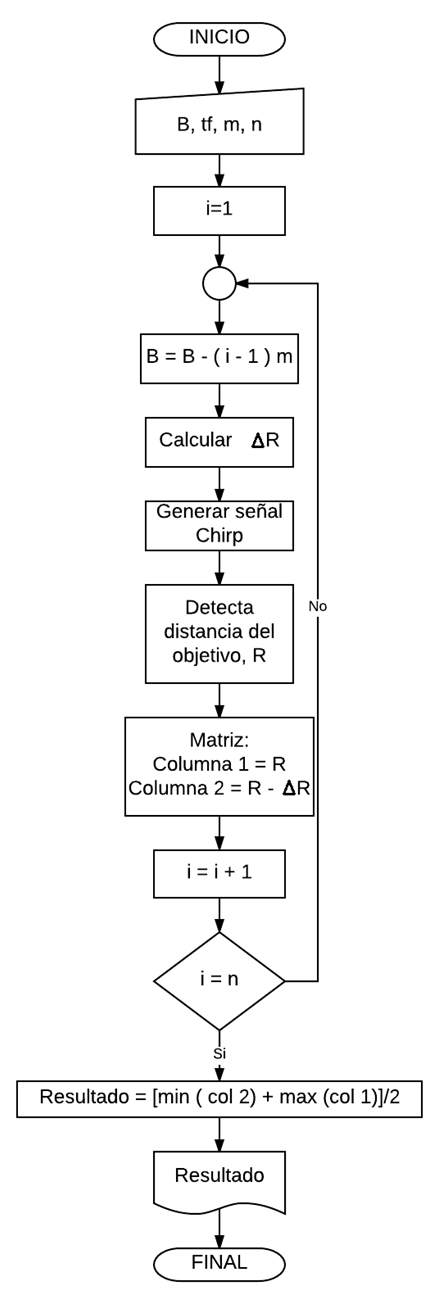 INICIO
B, tf, m, n
i=1
B = B - ( i - 1 ) m
Calcular ΔR
Generar señal
Chirp
Detecta
distancia del
objetivo, R
No
Matriz:
Columna 1 = R
Columna 2 = R - ΔR
i = i + 1
i = n
Si
Resultado = [min ( col 2) + max (col 1)]/2
Resultado
FINAL